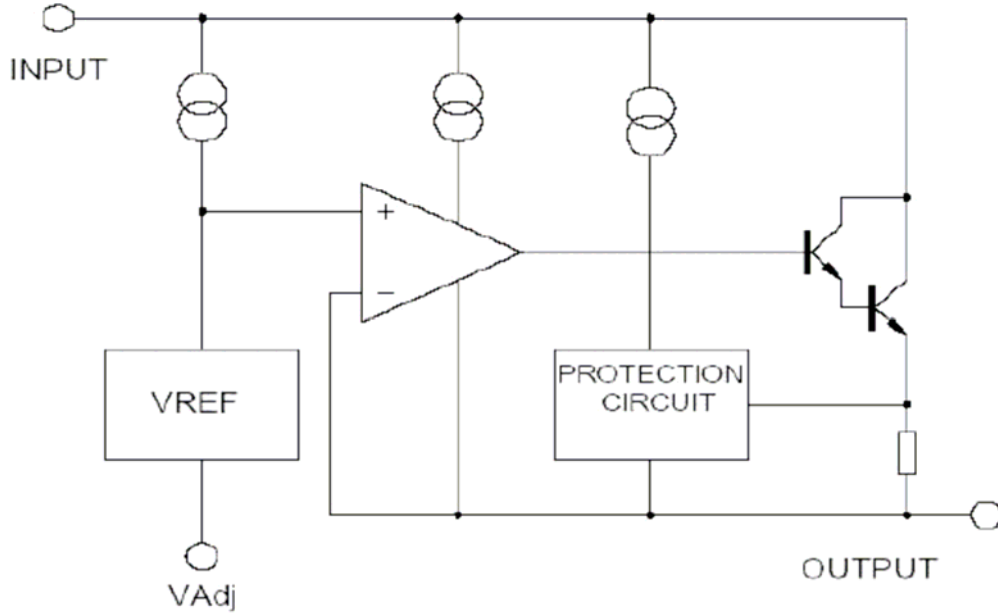 INPUT
+
−
VREF
PROTECTION
CIRCUIT
VAdj
OUTPUT